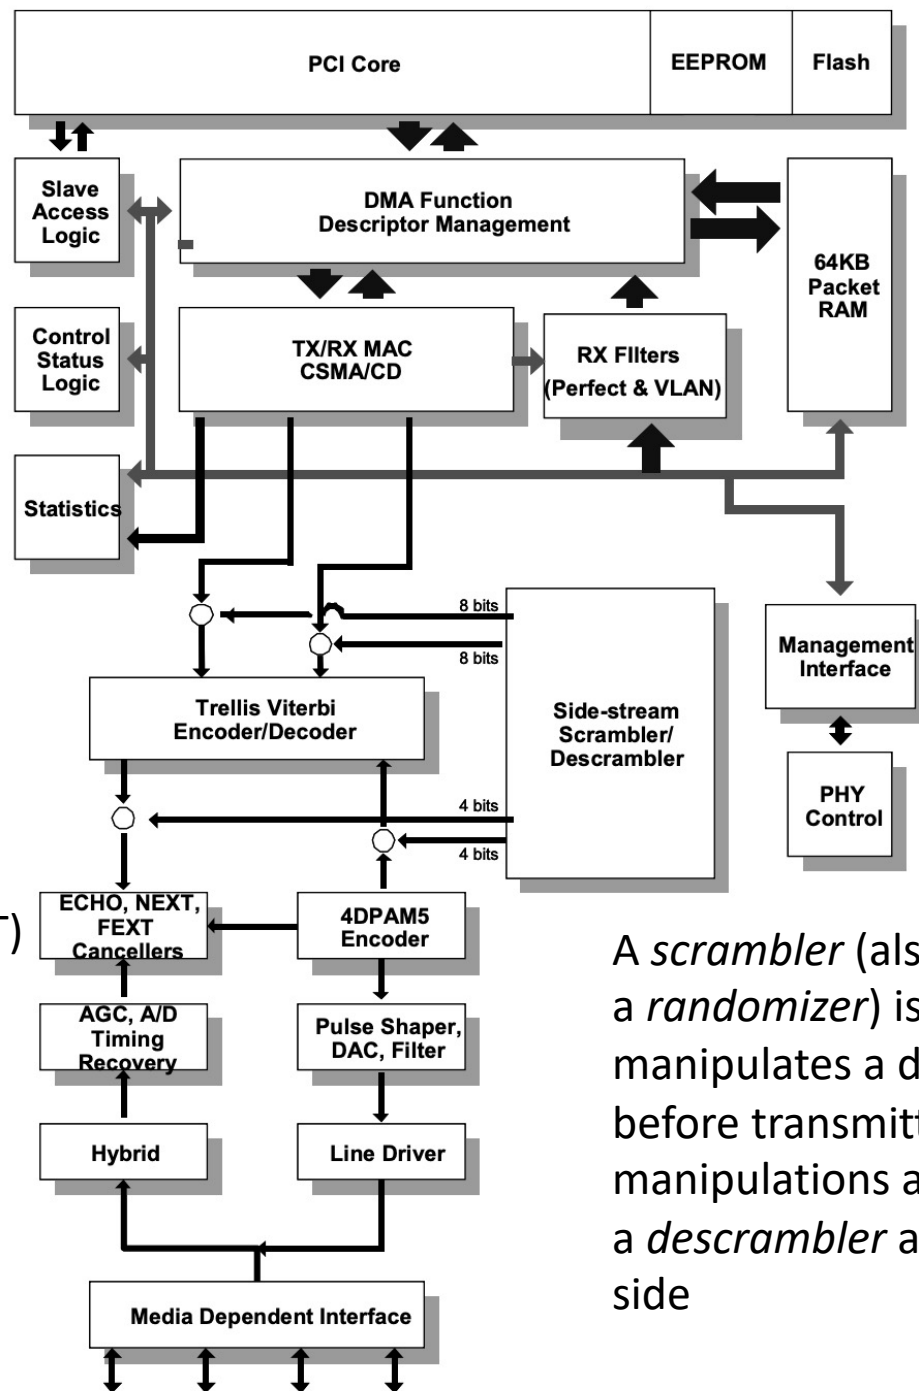 PCI Core
EEPROM
Flash
Slave
Access
Logic
DMA Function
Descriptor Management
64KB
Packet
RAM
Control
Status
Logic
TX/RX MAC
CSMA/CD
RX FIlters
(Perfect & VLAN)
Statistics
8 bits
8 bits
Management
Interface
Trellis Viterbi
Encoder/Decoder
Side-stream
Scrambler/
Descrambler
PHY
Control
4 bits
4 bits
ECHO, NEXT,
FEXT
Cancellers
4DPAM5
Encoder
T)
AGC, A/D
Timing
Recovery
Pulse Shaper,
DAC, Filter
Hybrid
Line Driver
Media Dependent Interface
A scrambler (als
a randomizer) is
manipulates a d
before transmitt
manipulations a
a descrambler a
side